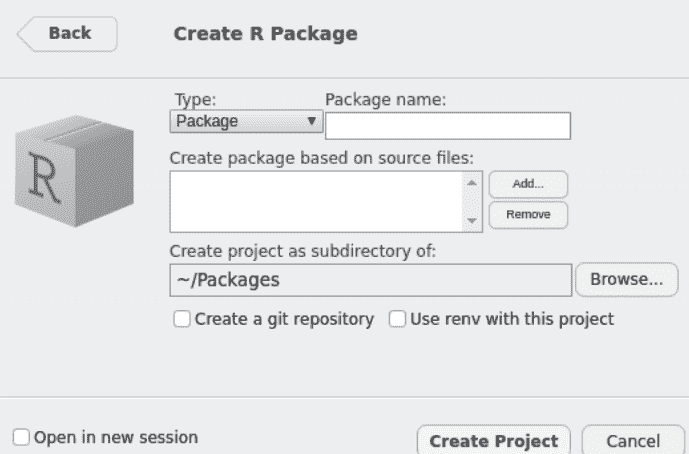 Back Create R Package
Type: Package name:
Package
R
Create package based on source files:
Add...
Remove
Create project as subdirectory of:
~/Packages Browse...
Create a git repository Use renv with this project
Open in new session Create Project Cancel